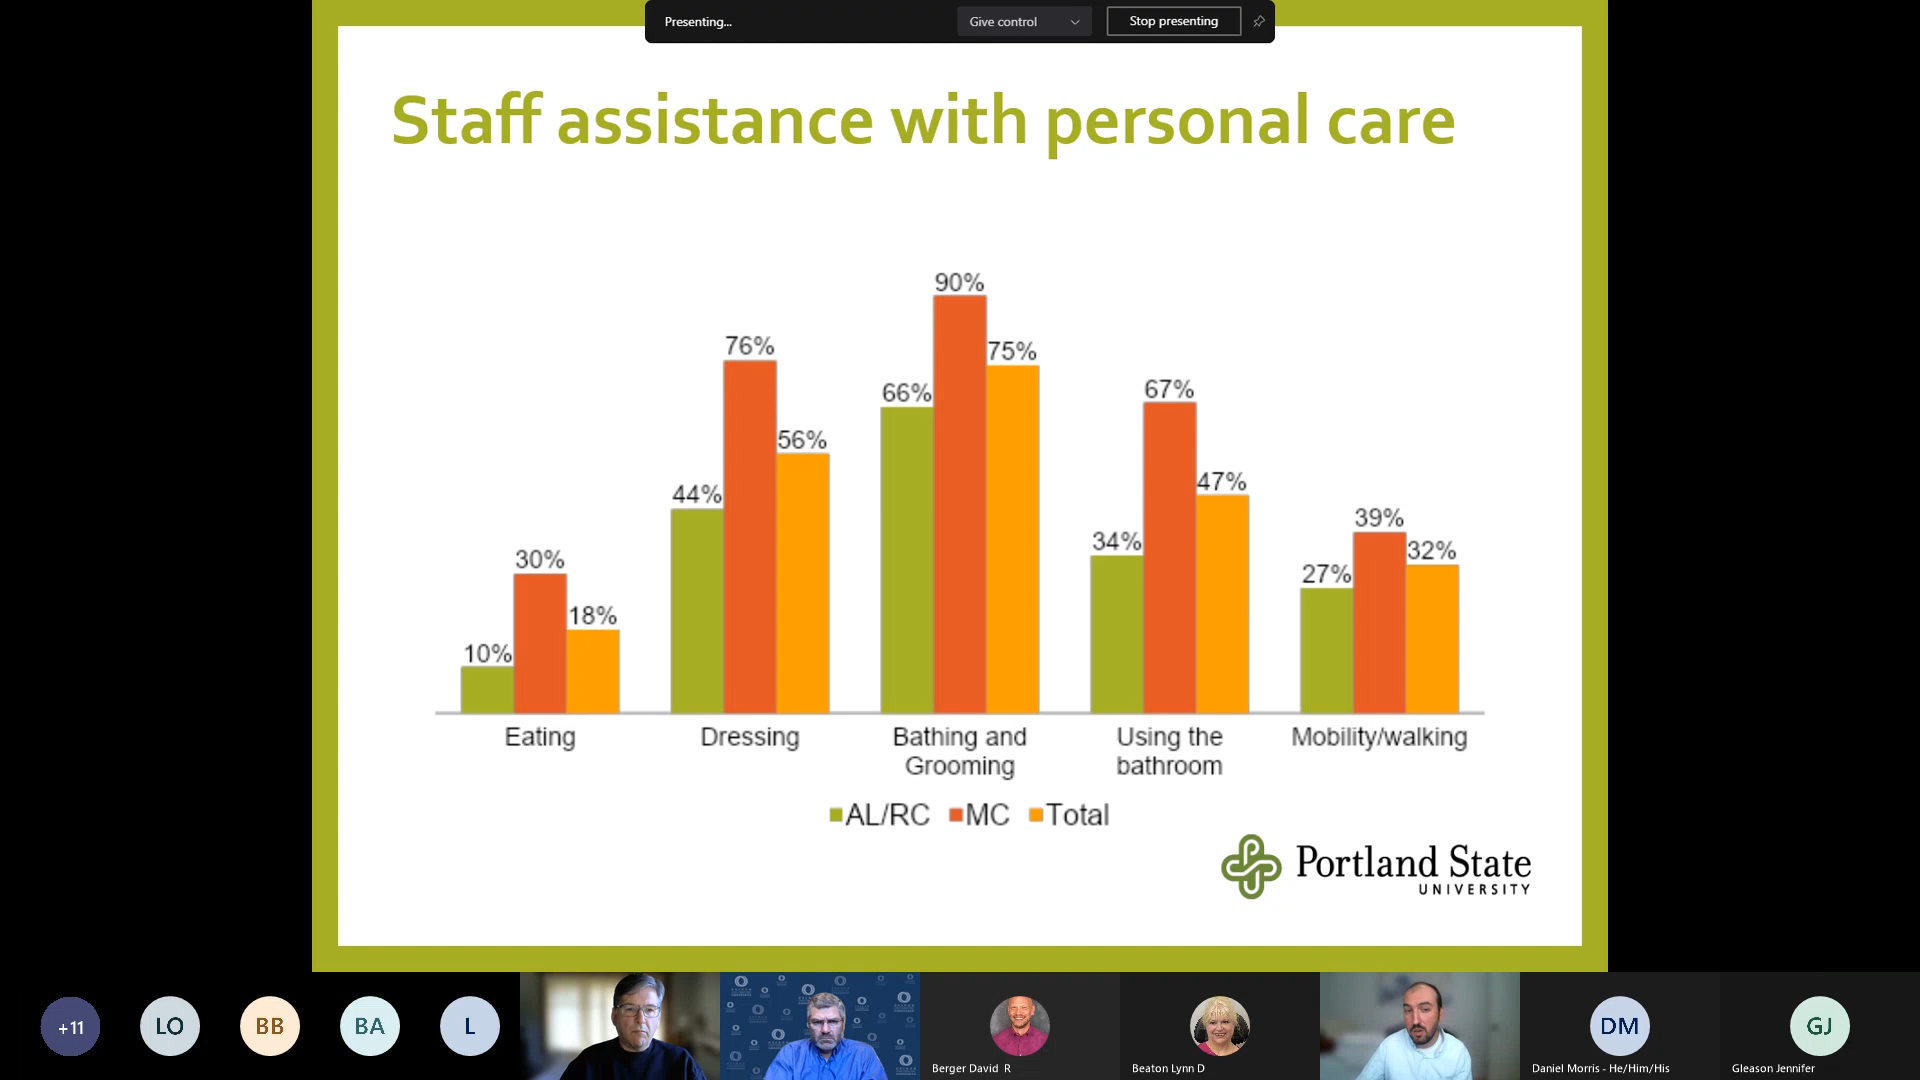 Presenting...
Give control
Stop presenting
Staff assistance with personal care
90%
76%
75%
66%
67%
56%
44%
47%
34%
39%
30%
32%
27%
18%
10%
Eating
Dressing
Bathing and
Grooming
Using the
bathroom
Mobility/walking
AL/RC MC Total
Portland State
UNIVERSITY
+11
LO
BB
BA
L
Berger David R
Beaton Lynn D
DM
Daniel Morris - He/Him/His
GJ
Gleason Jennifer